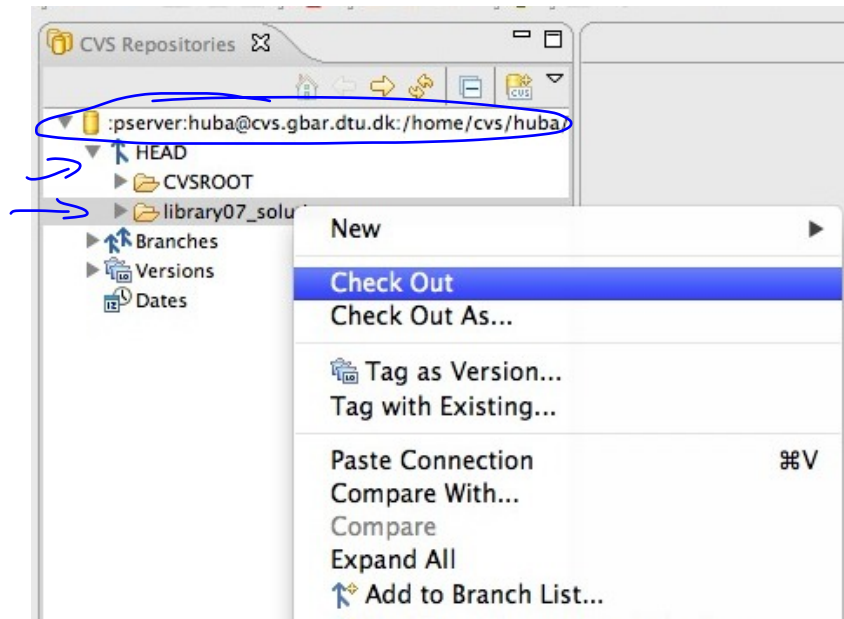 CVS Repositories
:pserver:huba@cvs.gbar.dtu.dk:/home/cvs/huba/
HEAD
CVSROOT
library07_solu
Branches
Versions
Dates
New
Check Out
Check Out As...
Tag as Version...
Tag with Existing...
Paste Connection ⌘V
Compare With...
Compare
Expand All
Add to Branch List...